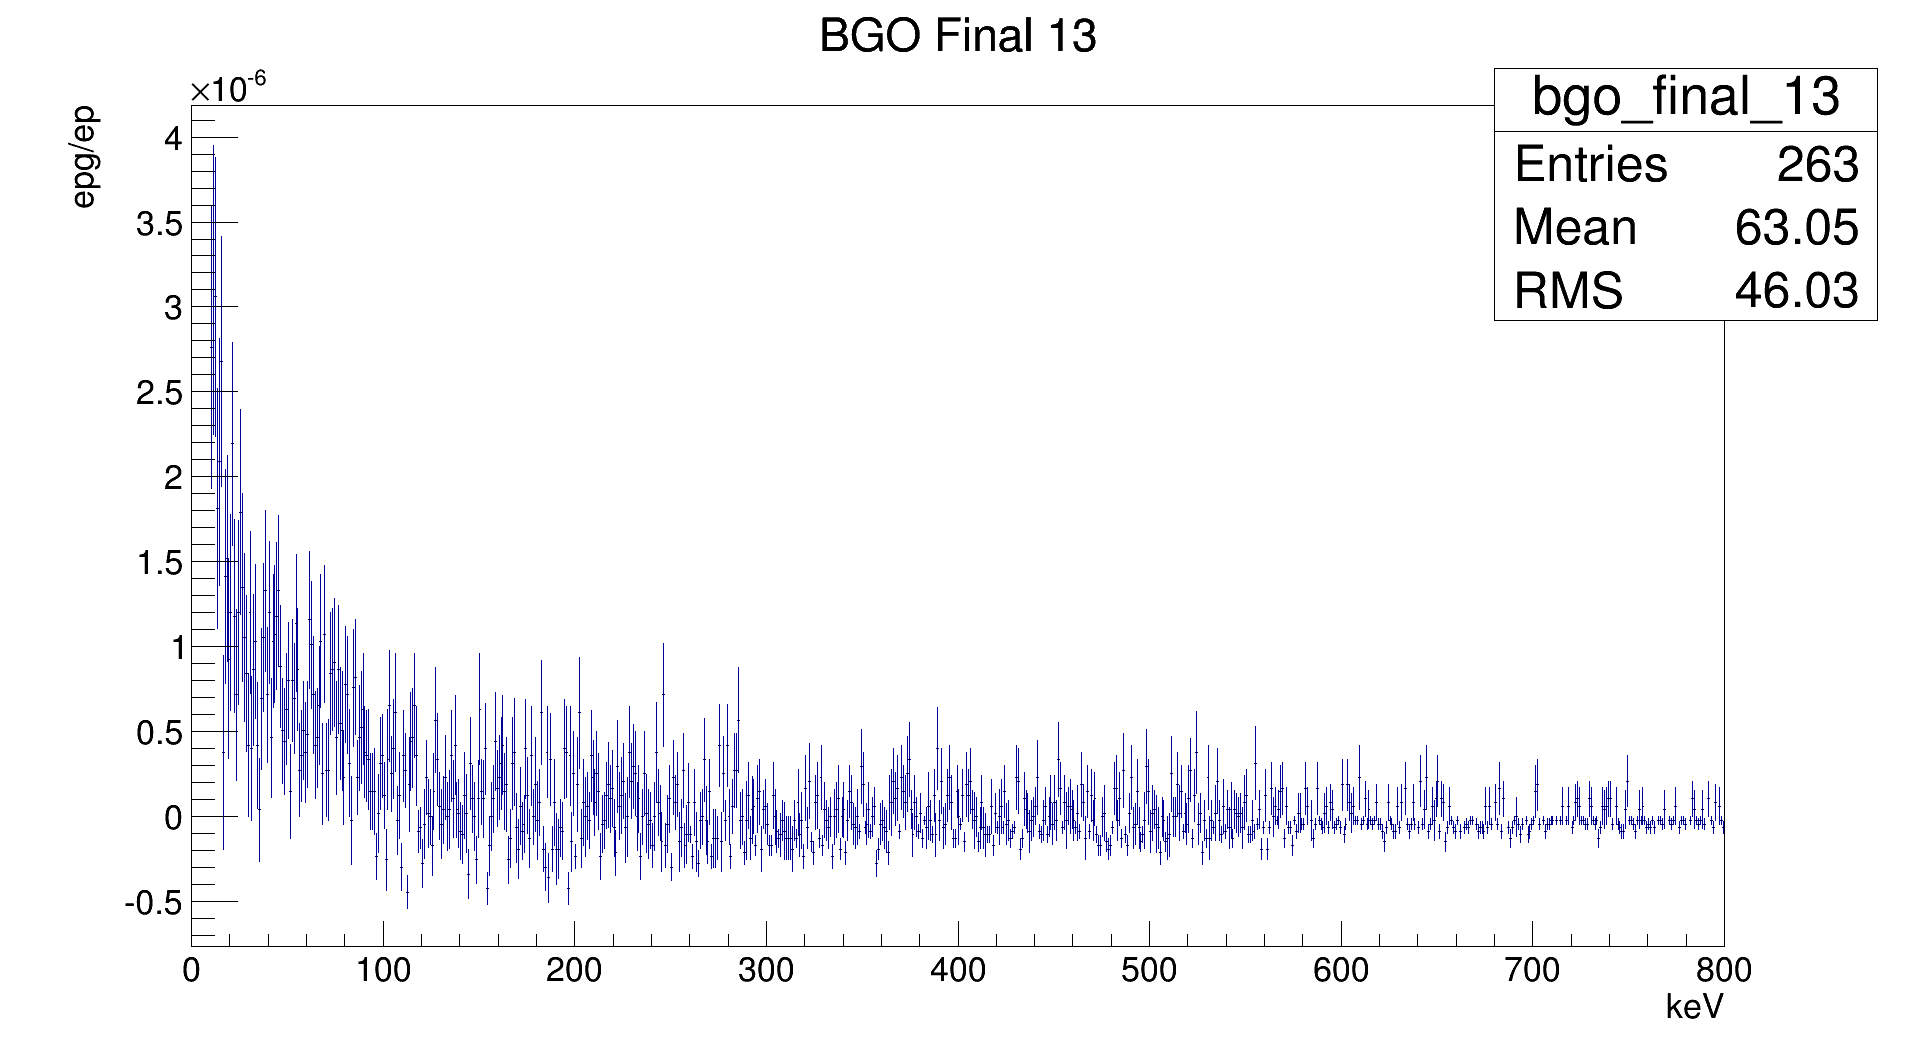 BGO Final 13
×10-6
epg/ep
bgo_final_13
Entries 263
Mean 63.05
RMS 46.03
4
3.5
3
2.5
2
1.5
1
0.5
0
-0.5
0 100 200 300 400 500 600 700 800
keV